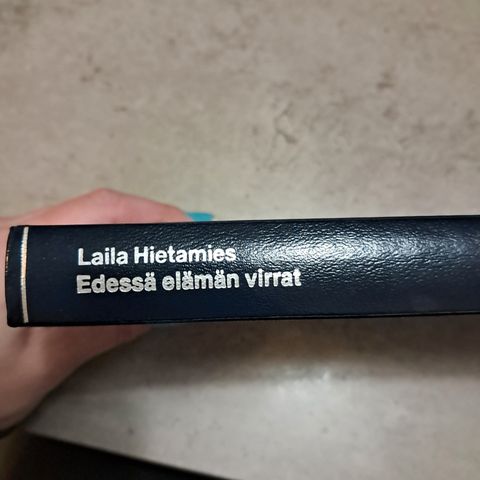 Laila Hietamies
Edessä elämän virrat